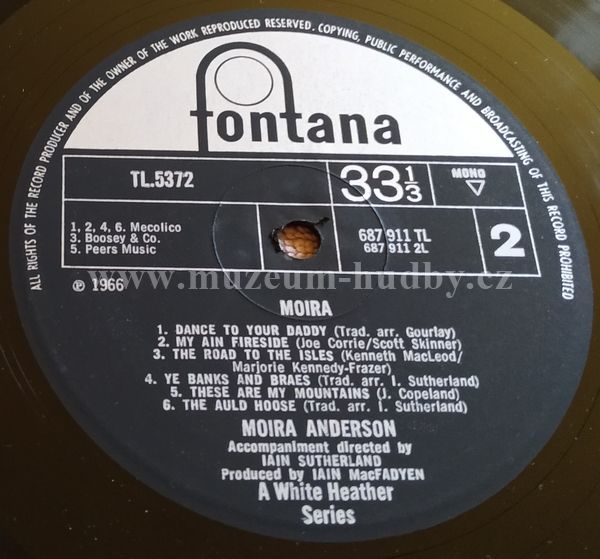 ALL RIGHTS OF THE RECORD PRODUCER AND OF THE OWNER OF THE WORK REPRODUCED RESERVED. COPYING, PUBLIC PERFORMANCE AND BROADCASTING OF THIS RECORD PROHIBITED
fontana
TL.5372
33 1/3
MONO
1, 2, 4, 6. Mecolico
3. Boosey & Co.
5. Peers Music
687 911 TL
687 911 2L
2
℗ 1966
www.muzeum-hudby.cz
MOIRA
1. DANCE TO YOUR DADDY (Trad. arr. Gourlay)
2. MY AIN FIRESIDE (Joe Corrie/Scott Skinner)
3. THE ROAD TO THE ISLES (Kenneth MacLeod/
Marjorie Kennedy-Frazer)
4. YE BANKS AND BRAES (Trad. arr. I. Sutherland)
5. THESE ARE MY MOUNTAINS (J. Copeland)
6. THE AULD HOOSE (Trad. arr. I. Sutherland)
MOIRA ANDERSON
Accompaniment directed by
IAIN SUTHERLAND
Produced by IAIN MacFADYEN
A White Heather
Series